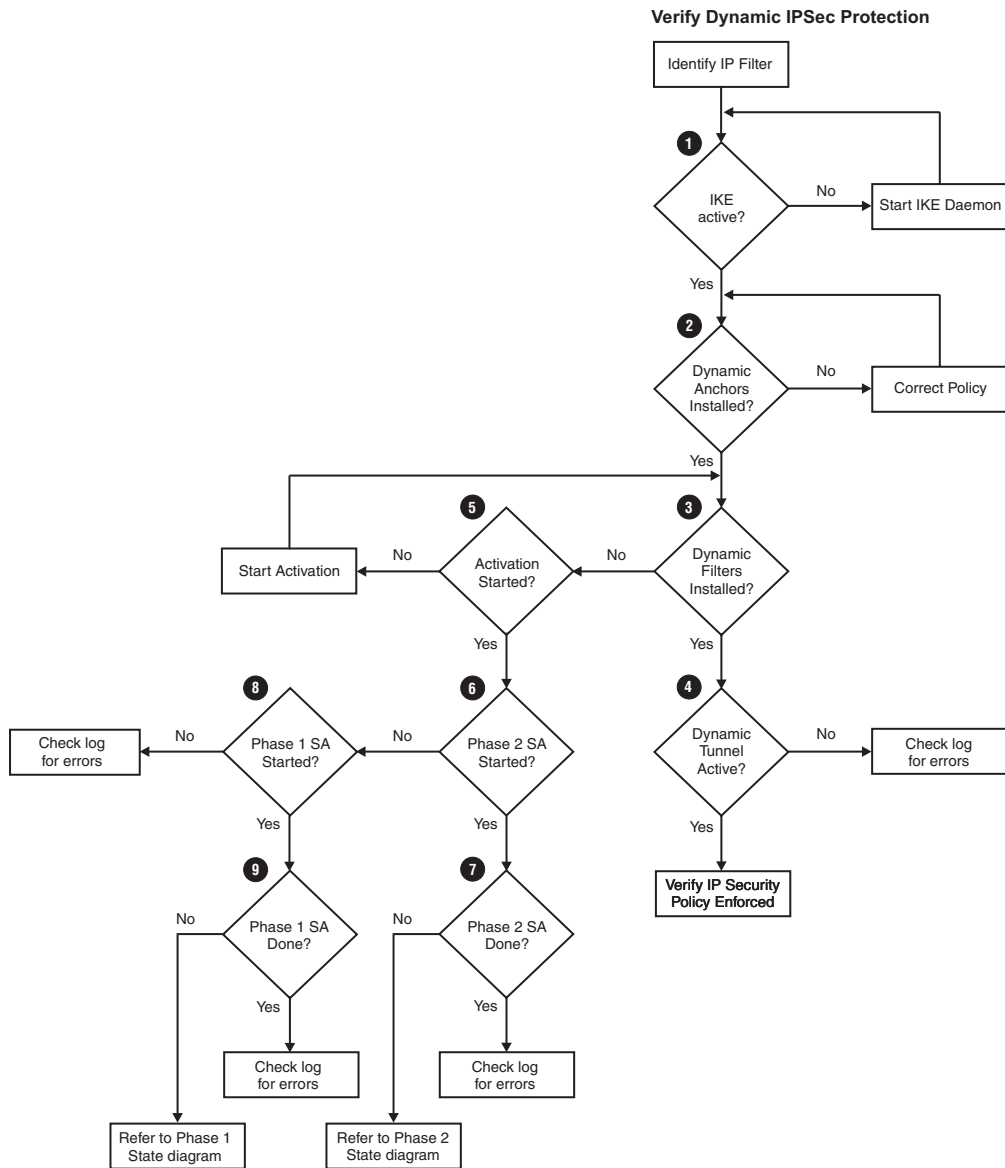 Verify Dynamic IPSec Protection
Identify IP Filter
1
IKE
active?
No
Start IKE Daemon
Yes
2
Dynamic
Anchors
Installed?
No
Correct Policy
Yes
3
Dynamic
Filters
Installed?
No
5
Activation
Started?
No
Start Activation
Yes
Yes
4
Dynamic
Tunnel
Active?
No
Check log
for errors
Yes
Verify IP Security
Policy Enforced
6
Phase 2 SA
Started?
No
8
Phase 1 SA
Started?
No
Check log
for errors
Yes
Yes
9
Phase 1 SA
Done?
No
Yes
Check log
for errors
Refer to Phase 1
State diagram
7
Phase 2 SA
Done?
No
Yes
Check log
for errors
Refer to Phase 2
State diagram